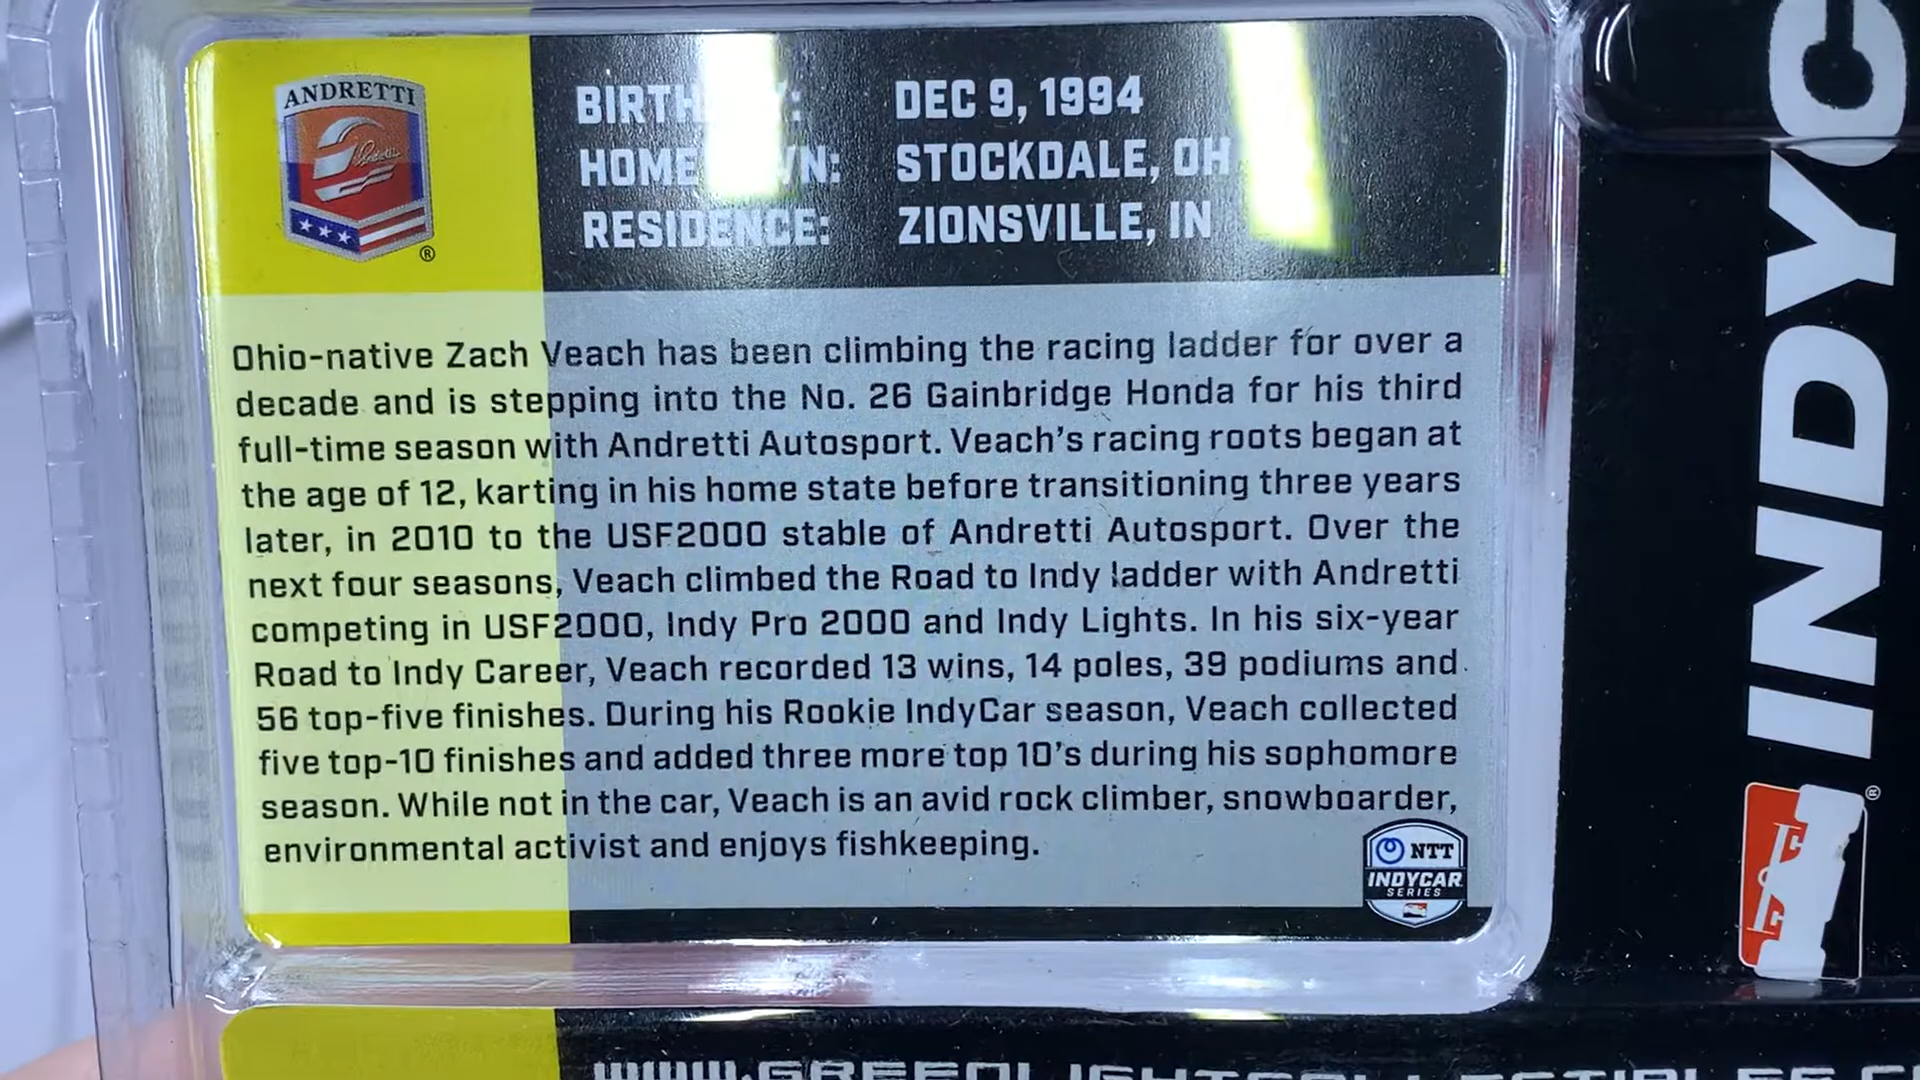 ANDRETTI
®
DEC 9, 1994
STOCKDALE, OH
RESIDENCE: ZIONSVILLE, IN
Ohio-native Zach Veach has been climbing the racing ladder for over a
decade and is stepping into the No. 26 Gainbridge Honda for his third
full-time season with Andretti Autosport. Veach's racing roots began at
the age of 12, karting in his home state before transitioning three years
later, in 2010 to the USF2000 stable of Andretti Autosport. Over the
next four seasons, Veach climbed the Road to Indy ladder with Andretti
competing in USF2000, Indy Pro 2000 and Indy Lights. In his six-year
Road to Indy Career, Veach recorded 13 wins, 14 poles, 39 podiums and
56 top-five finishes. During his Rookie IndyCar season, Veach collected
five top-10 finishes and added three more top 10's during his sophomore
season. While not in the car, Veach is an avid rock climber, snowboarder,
environmental activist and enjoys fishkeeping.
NTT
INDYCAR
SERIES
INDYC
®